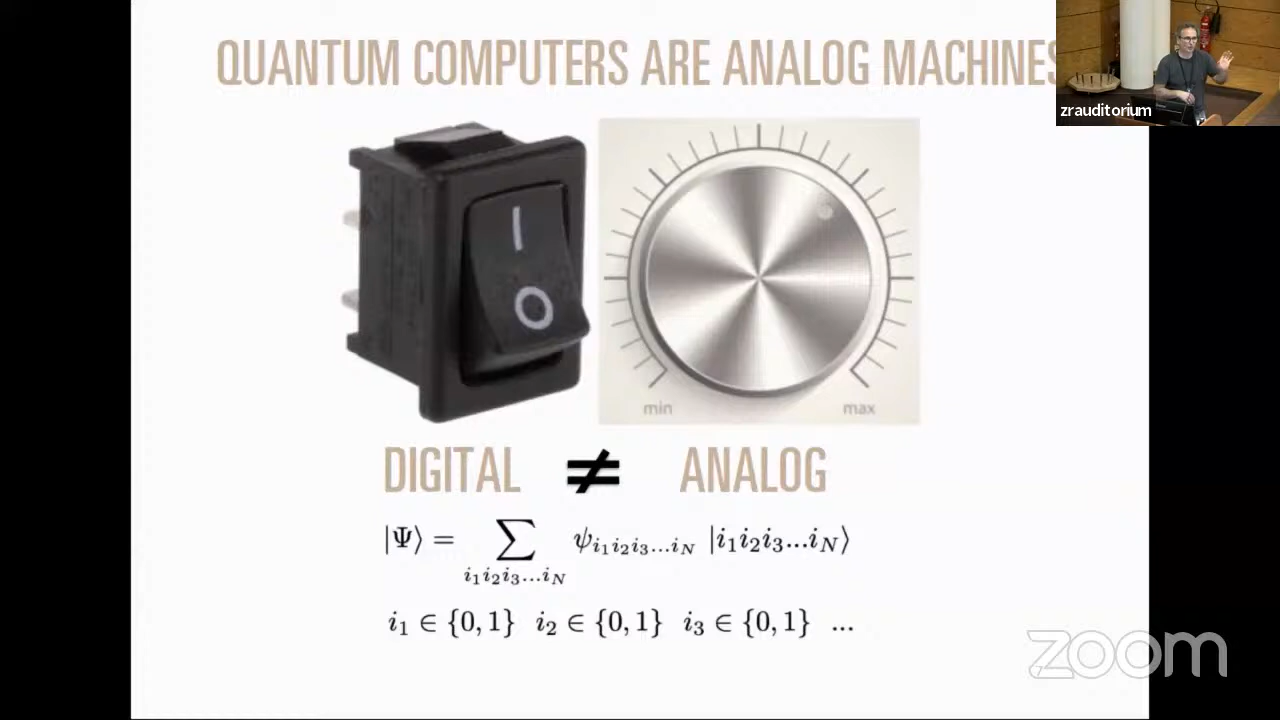 QUANTUM COMPUTERS ARE ANALOG MACHINES
zrauditorium
I
O
min max
DIGITAL ≠ ANALOG
|Ψ⟩ = ∑ ψ_{i₁i₂i₃...i_N} |i₁i₂i₃...i_N⟩
i₁i₂i₃...i_N
i₁ ∈ {0, 1} i₂ ∈ {0, 1} i₃ ∈ {0, 1} ...
zoom